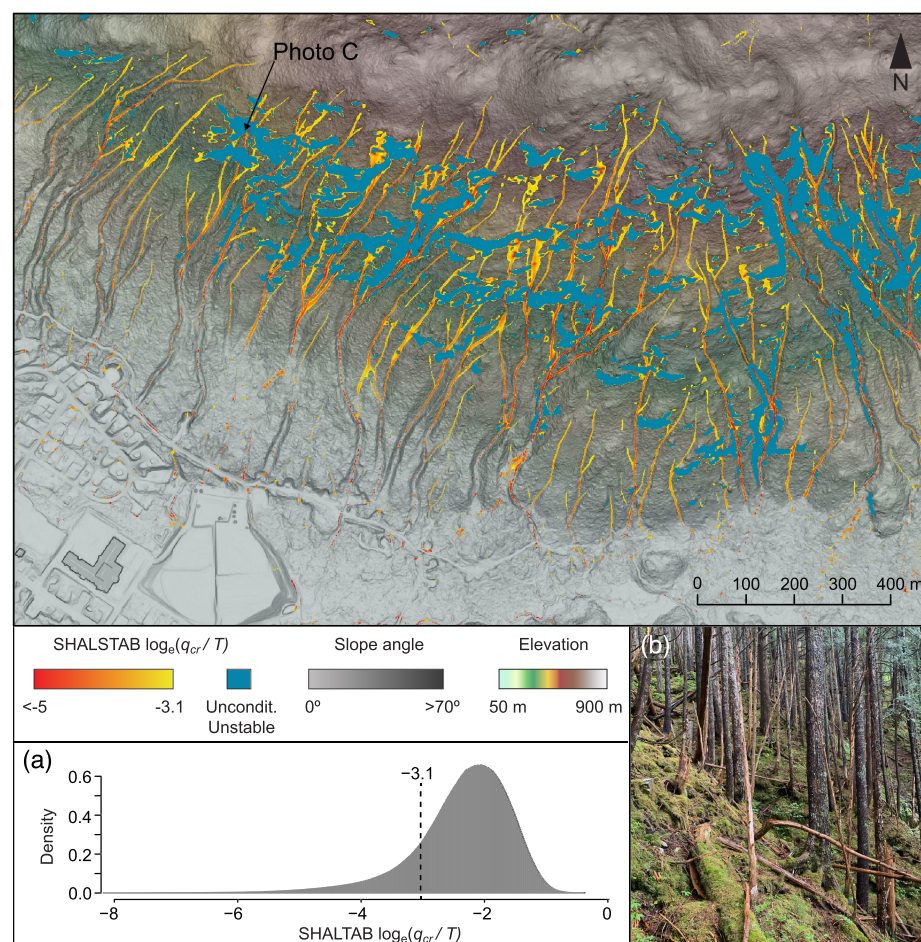 Photo C
N
0 100 200 300 400 m
SHALSTAB logₑ(q_cr / T) Slope angle Elevation
<-5 -3.1 Uncondit. 0º >70º 50 m 900 m
Unstable
(b)
(a)
−3.1
0.6
0.4
0.2
0.0
Density
−8 −6 −4 −2 0
SHALTAB logₑ(q_cr / T)